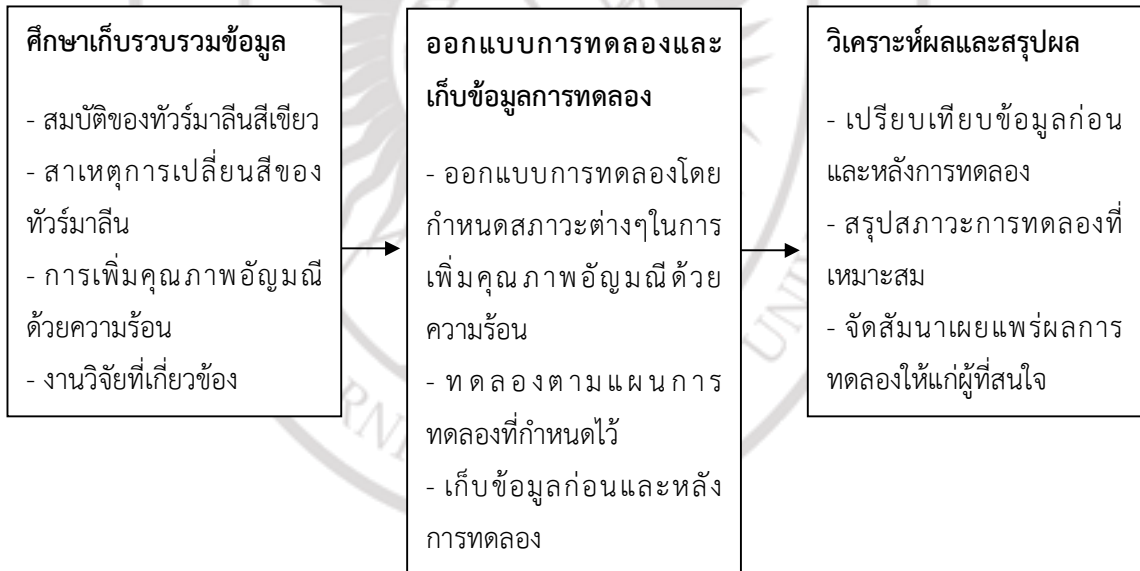 ศึกษาเก็บรวบรวมข้อมูล
- สมบัติของทัวร์มาลีนสีเขียว
- สาเหตุการเปลี่ยนสีของ
ทัวร์มาลีน
- การเพิ่มคุณภาพอัญมณี
ด้วยความร้อน
- งานวิจัยที่เกี่ยวข้อง
ออกแบบการทดลองและ
เก็บข้อมูลการทดลอง
- ออกแบบการทดลองโดย
กำหนดสภาวะต่างๆในการ
เพิ่มคุณภาพอัญมณีด้วย
ความร้อน
- ทดลองตามแผนการ
ทดลองที่กำหนดไว้
- เก็บข้อมูลก่อนและหลัง
การทดลอง
วิเคราะห์ผลและสรุปผล
- เปรียบเทียบข้อมูลก่อน
และหลังการทดลอง
- สรุปสภาวะการทดลองที่
เหมาะสม
- จัดสัมนาเผยแพร่ผลการ
ทดลองให้แก่ผู้ที่สนใจ